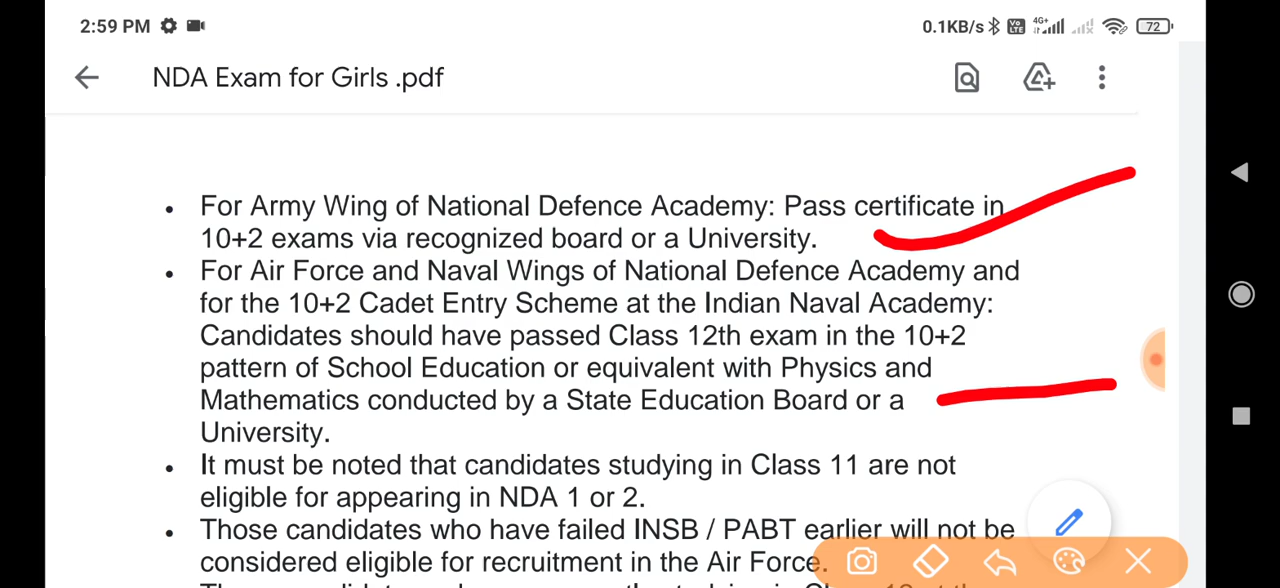 2:59 PM
0.1KB/s Vo LTE 4G+ 72
NDA Exam for Girls .pdf
• For Army Wing of National Defence Academy: Pass certificate in
10+2 exams via recognized board or a University.
• For Air Force and Naval Wings of National Defence Academy and
for the 10+2 Cadet Entry Scheme at the Indian Naval Academy:
Candidates should have passed Class 12th exam in the 10+2
pattern of School Education or equivalent with Physics and
Mathematics conducted by a State Education Board or a
University.
• It must be noted that candidates studying in Class 11 are not
eligible for appearing in NDA 1 or 2.
• Those candidates who have failed INSB / PABT earlier will not be
considered eligible for recruitment in the Air Force.